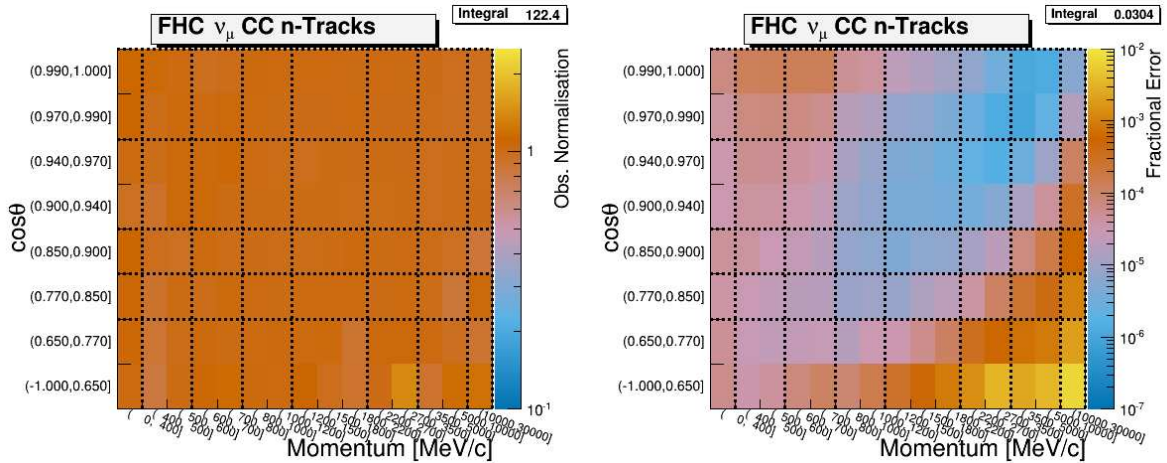 FHC νμ CC n-Tracks
Integral 122.4
(0.990,1.000]
(0.970,0.990]
(0.940,0.970]
(0.900,0.940]
(0.850,0.900]
(0.770,0.850]
(0.650,0.770]
(-1.000,0.650]
cosθ
1
10⁻¹
Obs. Normalisation
Momentum [MeV/c]
FHC νμ CC n-Tracks
Integral 0.0304
(0.990,1.000]
(0.970,0.990]
(0.940,0.970]
(0.900,0.940]
(0.850,0.900]
(0.770,0.850]
(0.650,0.770]
(-1.000,0.650]
cosθ
10⁻²
10⁻³
10⁻⁴
10⁻⁵
10⁻⁶
10⁻⁷
Fractional Error
Momentum [MeV/c]